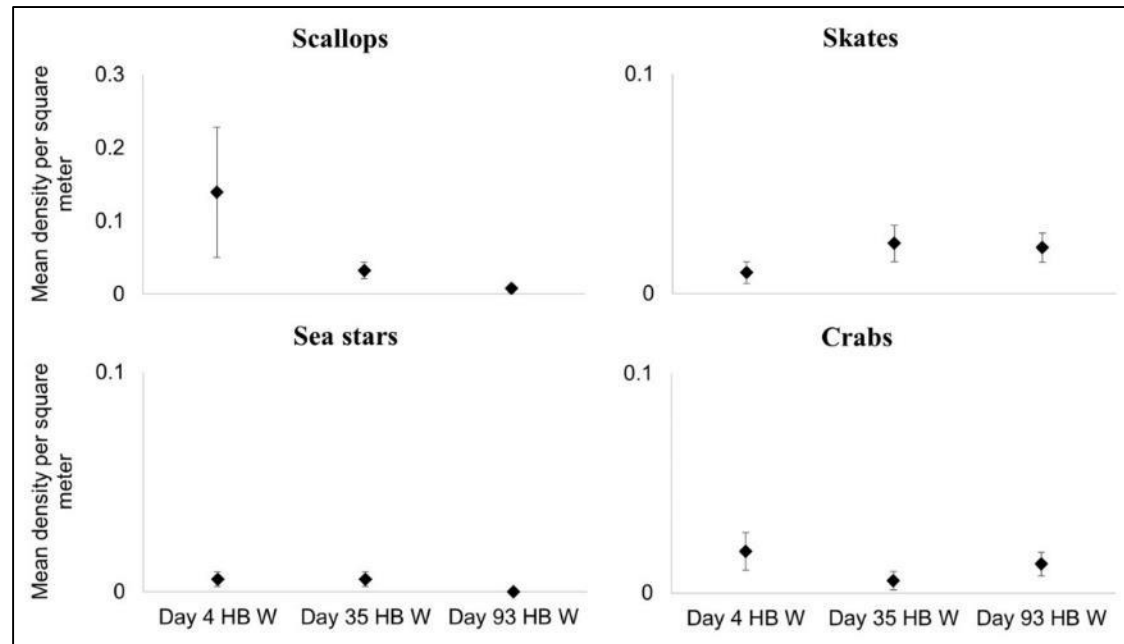 Scallops
Skates
Mean density per square
meter
0.3
0.2
0.1
0
0.1
0
Sea stars
Crabs
Mean density per square
meter
0.1
0
Day 4 HB W Day 35 HB W Day 93 HB W
0.1
0
Day 4 HB W Day 35 HB W Day 93 HB W